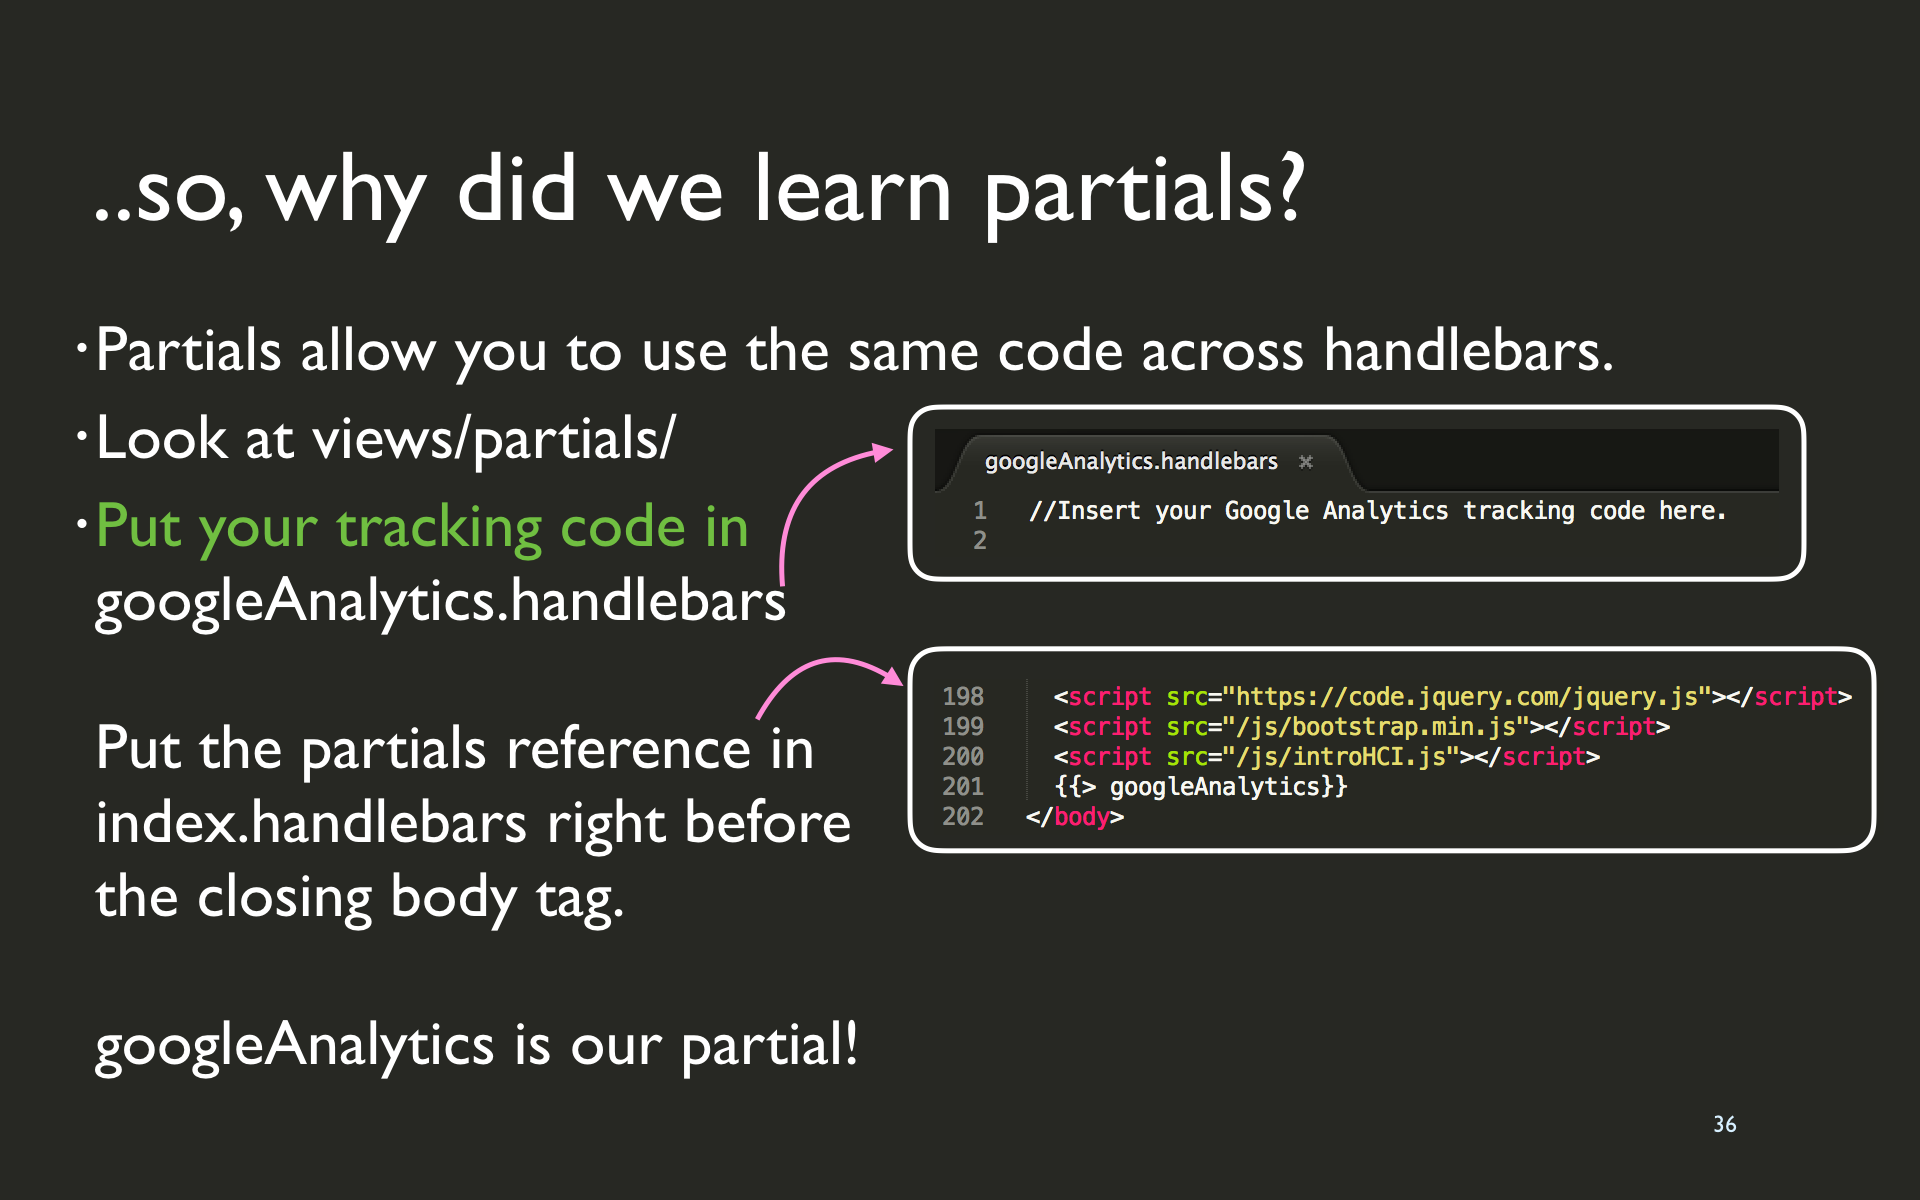 ..so, why did we learn partials?
· Partials allow you to use the same code across handlebars.
· Look at views/partials/
· Put your tracking code in
googleAnalytics.handlebars
Put the partials reference in
index.handlebars right before
the closing body tag.
googleAnalytics is our partial!
googleAnalytics.handlebars ×
1 //Insert your Google Analytics tracking code here.
2
198 <script src="https://code.jquery.com/jquery.js"></script>
199 <script src="/js/bootstrap.min.js"></script>
200 <script src="/js/introHCI.js"></script>
201 {{> googleAnalytics}}
202 </body>
36